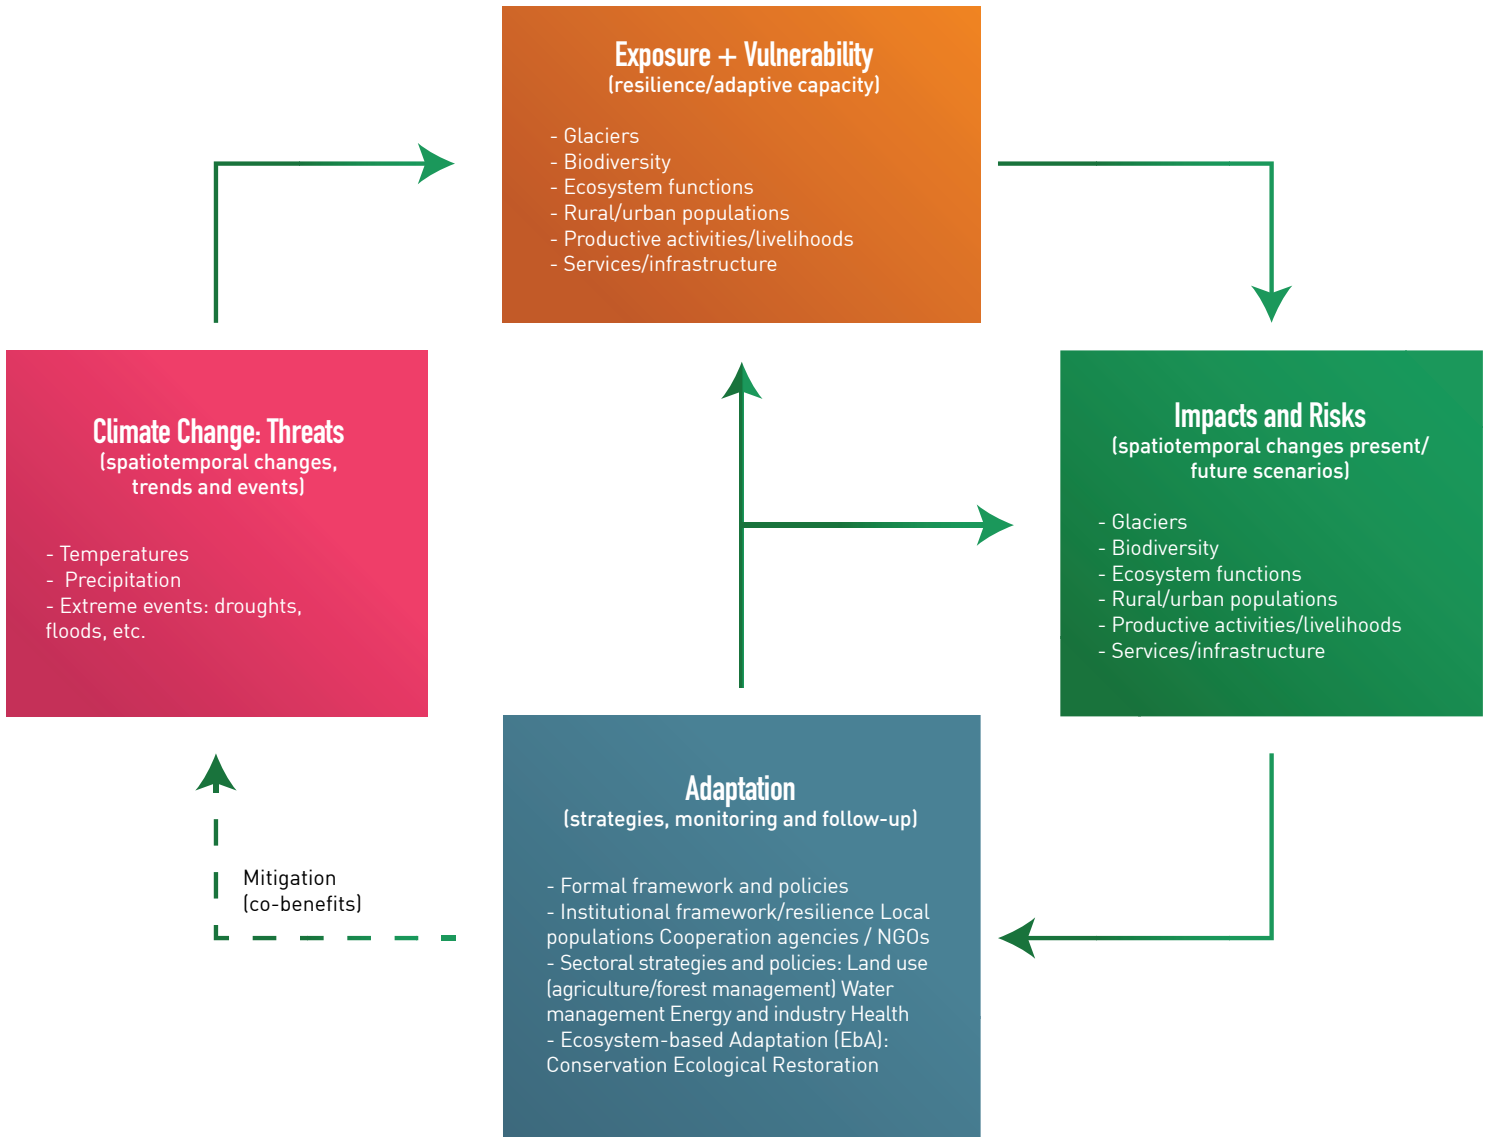 Exposure + Vulnerability
(resilience/adaptive capacity)
- Glaciers
- Biodiversity
- Ecosystem functions
- Rural/urban populations
- Productive activities/livelihoods
- Services/infrastructure
Climate Change: Threats
(spatiotemporal changes,
trends and events)
- Temperatures
- Precipitation
- Extreme events: droughts,
floods, etc.
Impacts and Risks
(spatiotemporal changes present/
future scenarios)
- Glaciers
- Biodiversity
- Ecosystem functions
- Rural/urban populations
- Productive activities/livelihoods
- Services/infrastructure
Adaptation
(strategies, monitoring and follow-up)
- Formal framework and policies
- Institutional framework/resilience Local
populations Cooperation agencies / NGOs
- Sectoral strategies and policies: Land use
(agriculture/forest management) Water
management Energy and industry Health
- Ecosystem-based Adaptation (EbA):
Conservation Ecological Restoration
Mitigation
(co-benefits)